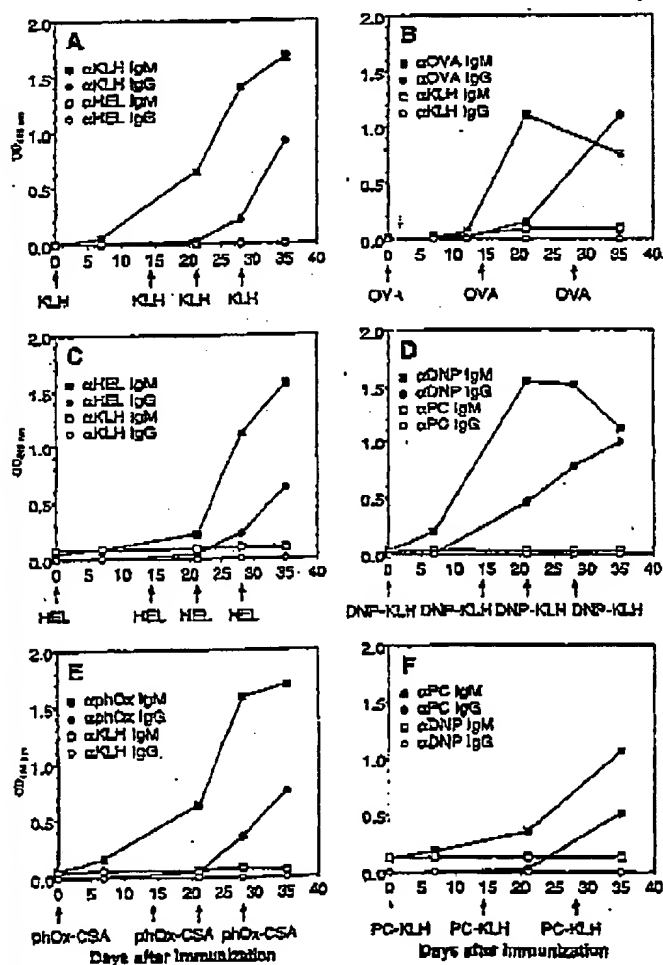 A
αKLH IgM
αKLH IgG
αHEL IgM
αHEL IgG
2.0
1.5
1.0
0.5
0.0
0 5 10 15 20 25 30 35 40
KLH KLH KLH KLH
B
αOVA IgM
αOVA IgG
αKLH IgM
αKLH IgG
2.0
1.5
1.0
0.5
0.0
0 5 10 15 20 25 30 35 40
OVA OVA OVA
C
αHEL IgM
αHEL IgG
αKLH IgM
αKLH IgG
2.0
1.5
1.0
0.5
0.0
0 5 10 15 20 25 30 35 40
HEL HEL HEL HEL
D
αDNP IgM
αDNP IgG
αPC IgM
αPC IgG
2.0
1.5
1.0
0.5
0.0
0 5 10 15 20 25 30 35 40
DNP-KLH DNP-KLH DNP-KLH DNP-KLH
E
αphOx IgM
αphOx IgG
αKLH IgM
αKLH IgG
2.0
1.5
1.0
0.5
0.0
0 5 10 15 20 25 30 35 40
phOx-CSA phOx-CSA phOx-CSA
Days after Immunization
F
αPC IgM
αPC IgG
αDNP IgM
αDNP IgG
2.0
1.5
1.0
0.5
0.0
0 5 10 15 20 25 30 35 40
PC-KLH PC-KLH PC-KLH
Days after Immunization